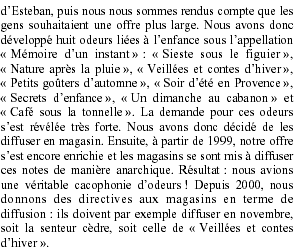 d’Esteban, puis nous nous sommes rendus compte que les
gens souhaitaient une offre plus large. Nous avons donc
développé huit odeurs liées à l’enfance sous l’appellation
« Mémoire d’un instant » : « Sieste sous le figuier »,
« Nature après la pluie », « Veillées et contes d’hiver »,
« Petits goûters d’automne », « Soir d’été en Provence »,
« Secrets d’enfance », « Un dimanche au cabanon » et
« Café sous la tonnelle ». La demande pour ces odeurs
s’est révélée très forte. Nous avons donc décidé de les
diffuser en magasin. Ensuite, à partir de 1999, notre offre
s’est encore enrichie et les magasins se sont mis à diffuser
ces notes de manière anarchique. Résultat : nous avions
une véritable cacophonie d’odeurs ! Depuis 2000, nous
donnons des directives aux magasins en terme de
diffusion : ils doivent par exemple diffuser en novembre,
soit la senteur cèdre, soit celle de « Veillées et contes
d’hiver ».